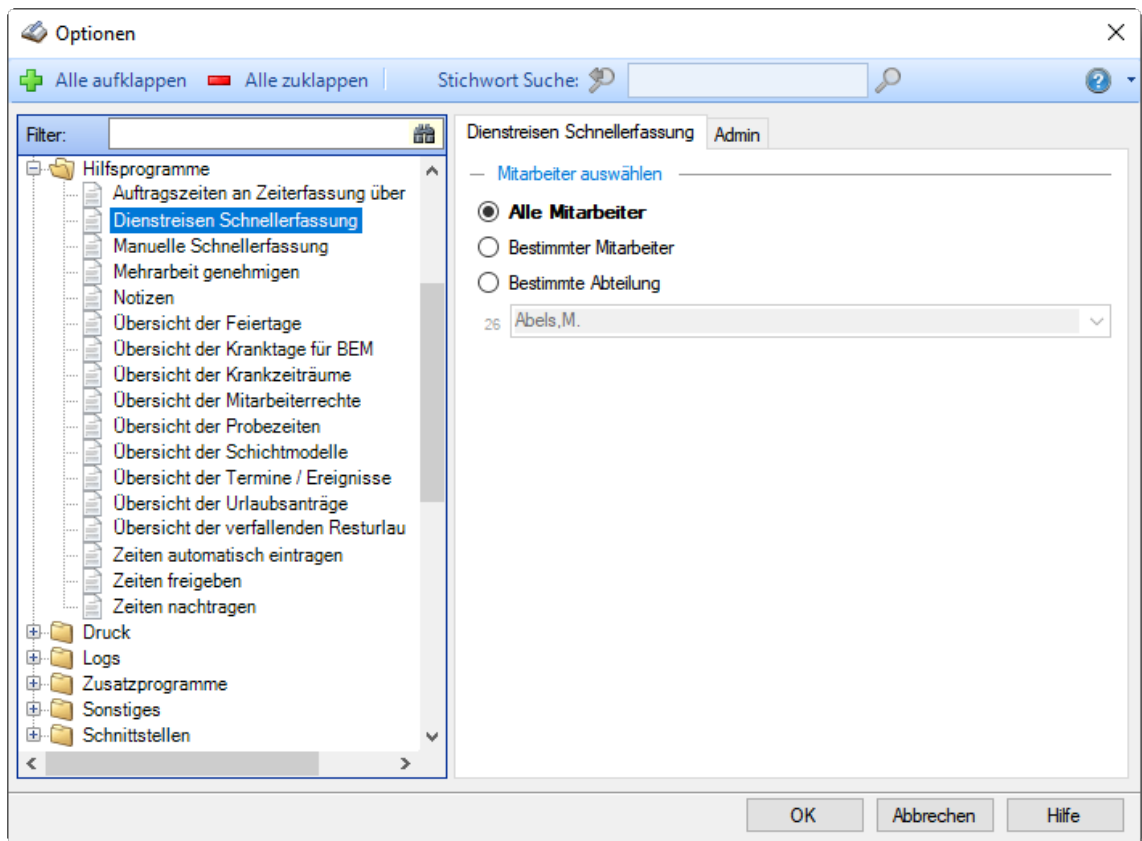 Optionen
Alle aufklappen
Alle zuklappen
Stichwort Suche:
Filter:
Hilfsprogramme
Auftragszeiten an Zeiterfassung über
Dienstreisen Schnellerfassung
Manuelle Schnellerfassung
Mehrarbeit genehmigen
Notizen
Übersicht der Feiertage
Übersicht der Kranktage für BEM
Übersicht der Krankzeiträume
Übersicht der Mitarbeiterrechte
Übersicht der Probezeiten
Übersicht der Schichtmodelle
Übersicht der Termine / Ereignisse
Übersicht der Urlaubsanträge
Übersicht der verfallenden Resturlau
Zeiten automatisch eintragen
Zeiten freigeben
Zeiten nachtragen
Druck
Logs
Zusatzprogramme
Sonstiges
Schnittstellen
Dienstreisen Schnellerfassung
Admin
Mitarbeiter auswählen
Alle Mitarbeiter
Bestimmter Mitarbeiter
Bestimmte Abteilung
26 Abels,M.
OK
Abbrechen
Hilfe